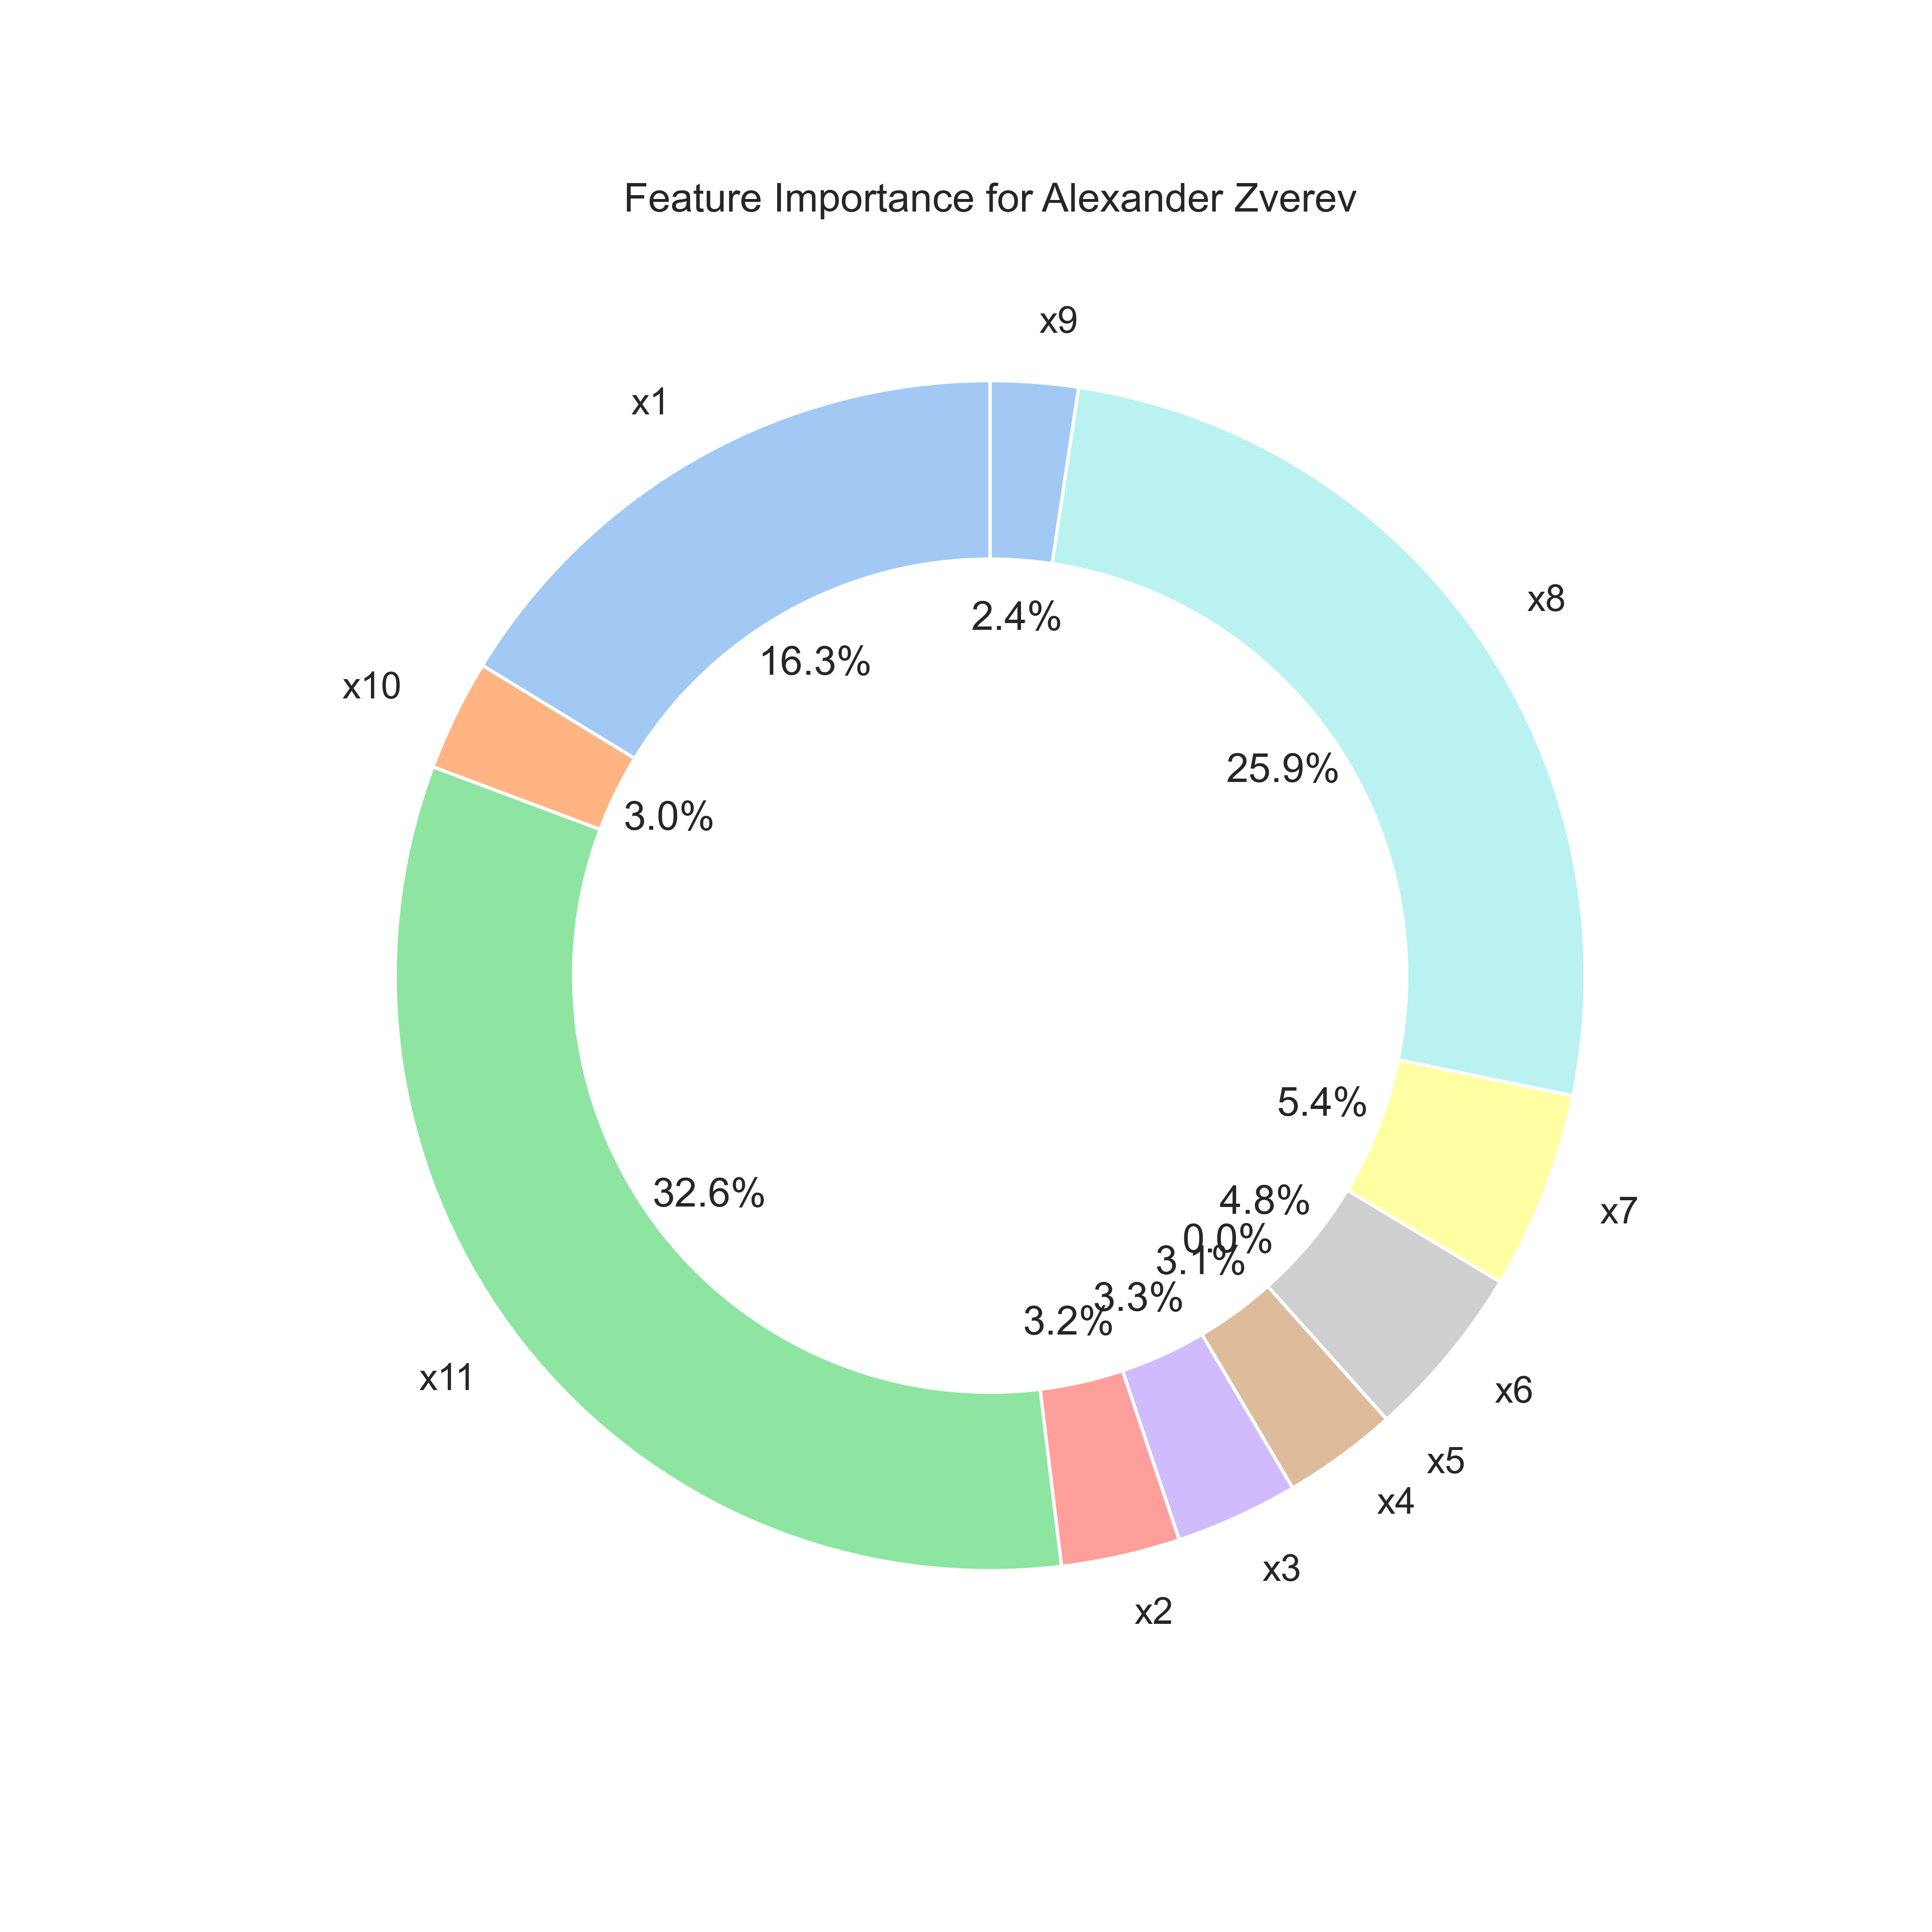 Feature Importance for Alexander Zverev
x9
x1
x8
2.4%
16.3%
x10
25.9%
3.0%
5.4%
32.6%
4.8%
x7
0.0%
3.1%
3.3%
3.2%
x11
x6
x5
x4
x3
x2